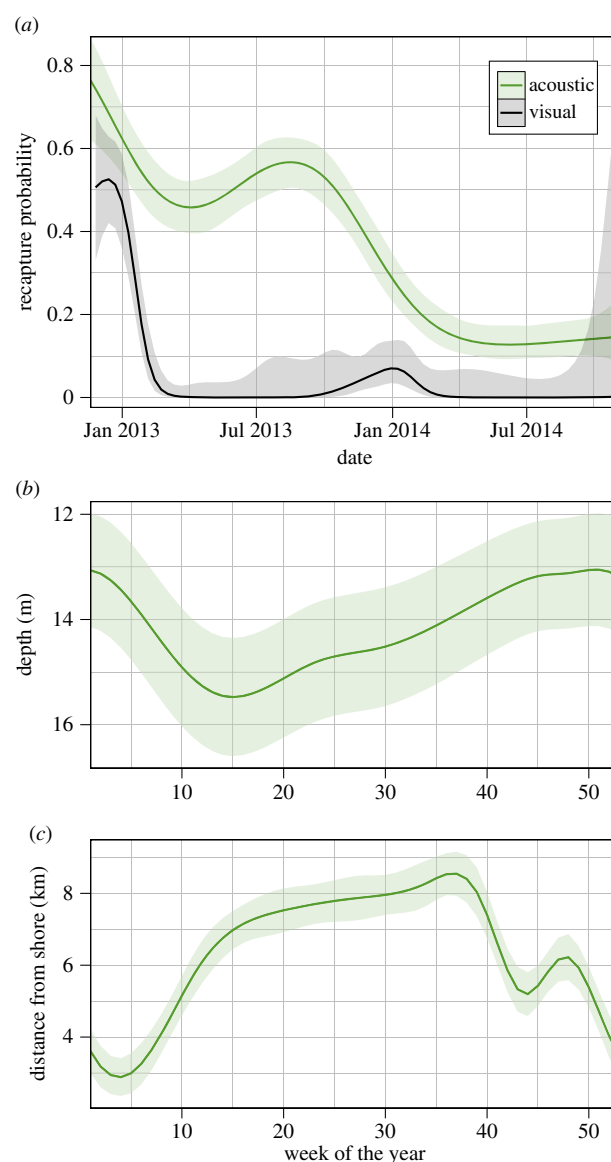 (a)
0.8
0.6
0.4
0.2
0
recapture probability
acoustic
visual
Jan 2013 Jul 2013 Jan 2014 Jul 2014
date
(b)
12
14
16
depth (m)
10 20 30 40 50
(c)
8
6
4
distance from shore (km)
10 20 30 40 50
week of the year